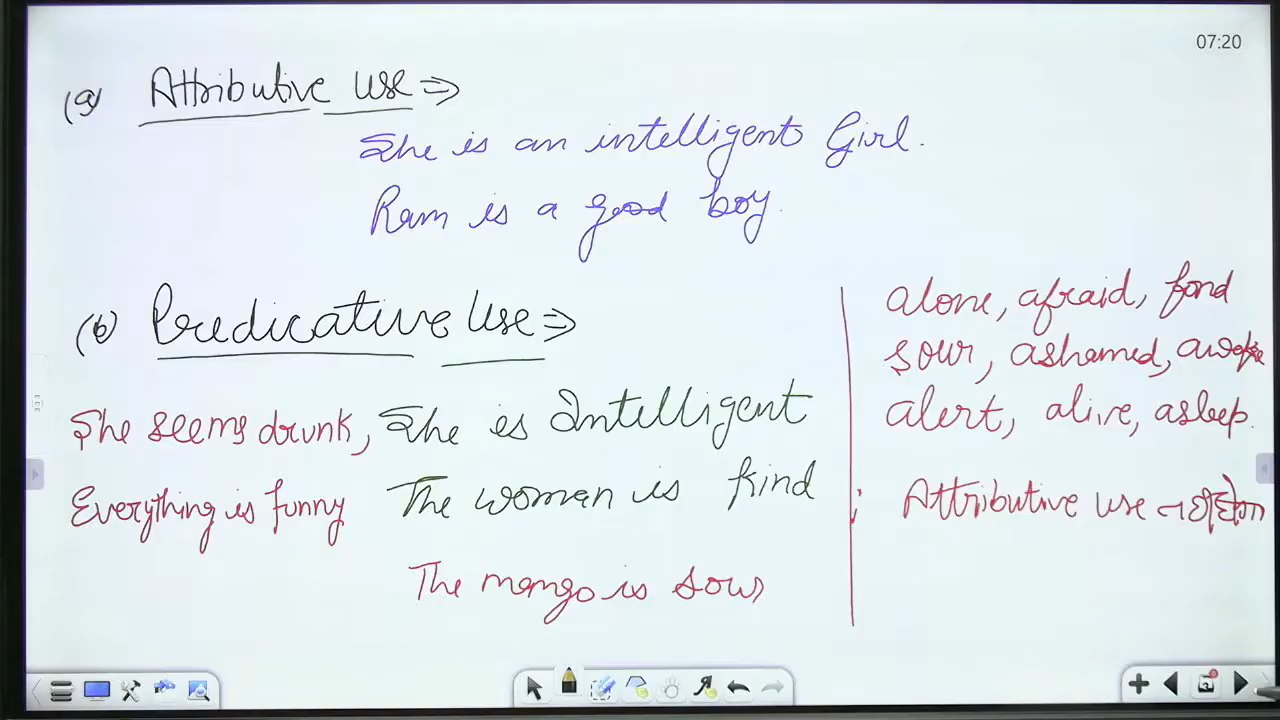 07:20
(a) Attributive Use ⇒
She is an intelligent Girl.
Ram is a good boy.
(b) Predicative Use ⇒
She seems drunk, She is Intelligent
Everything is funny The woman is kind
The mango is sour
alone, afraid, fond
sour, ashamed, awake
alert, alive, asleep.
Attributive use